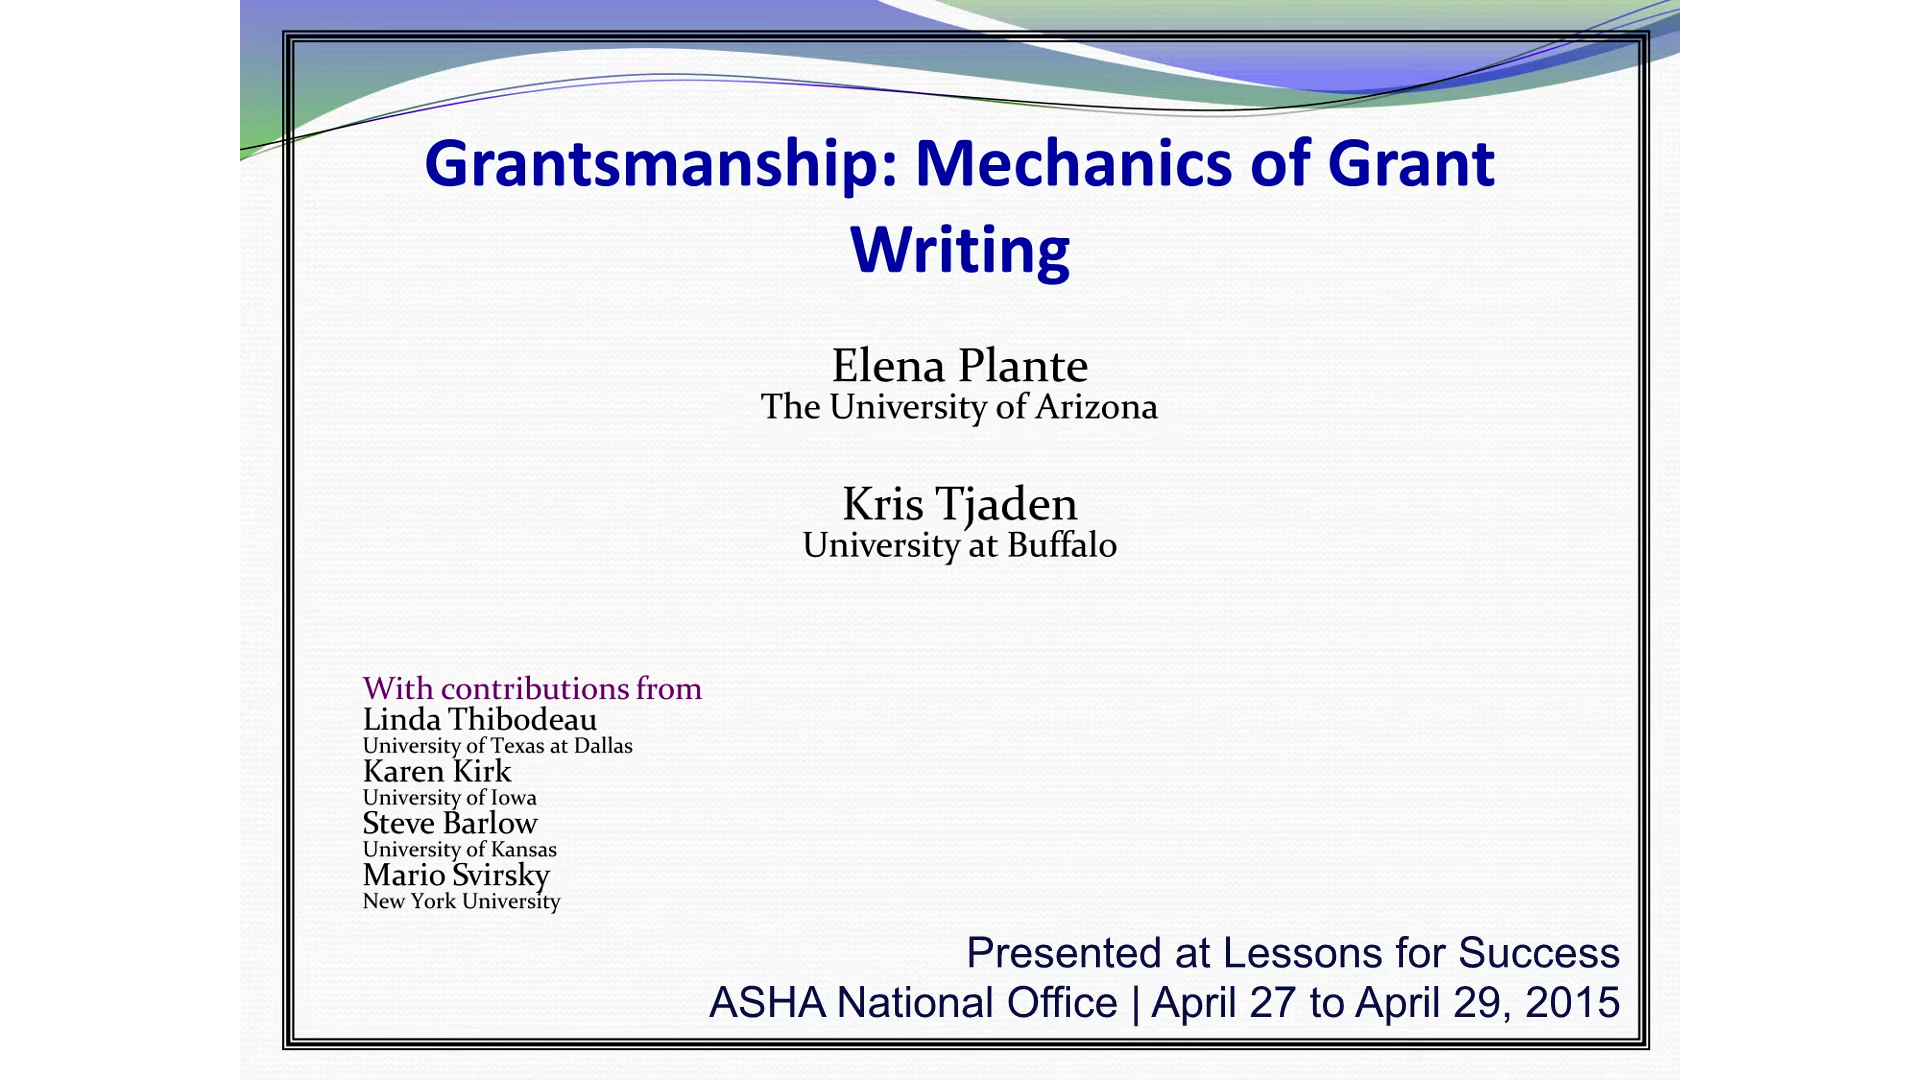 Grantsmanship: Mechanics of Grant
Writing
Elena Plante
The University of Arizona
Kris Tjaden
University at Buffalo
With contributions from
Linda Thibodeau
University of Texas at Dallas
Karen Kirk
University of Iowa
Steve Barlow
University of Kansas
Mario Svirsky
New York University
Presented at Lessons for Success
ASHA National Office | April 27 to April 29, 2015